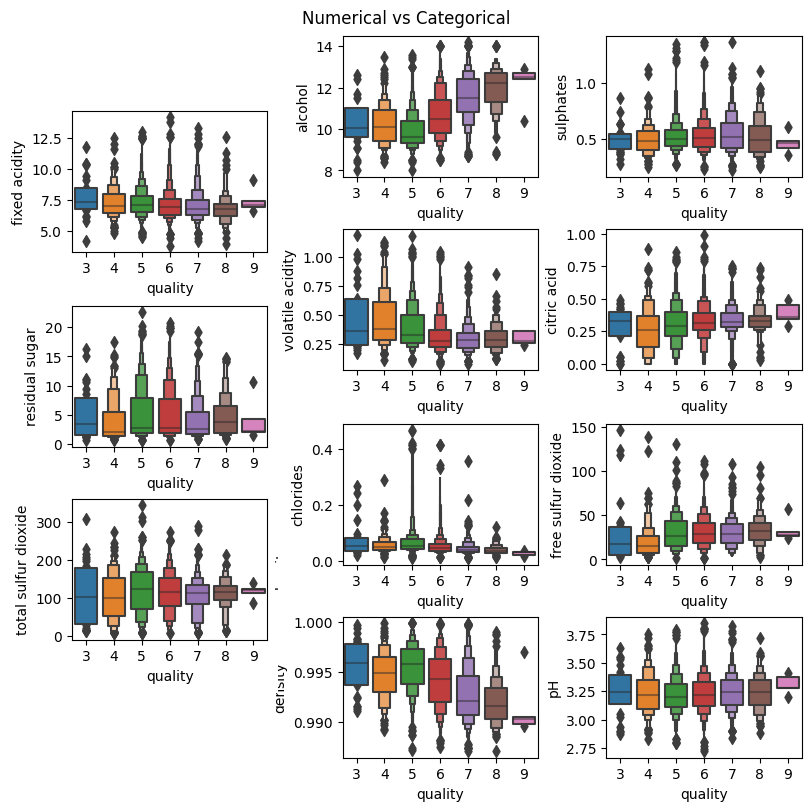 Numerical vs Categorical
14
12
10
8
alcohol
3 4 5 6 7 8 9
quality
1.0
0.5
sulphates
3 4 5 6 7 8 9
quality
12.5
10.0
7.5
5.0
fixed acidity
3 4 5 6 7 8 9
quality
1.00
0.75
0.50
0.25
volatile acidity
3 4 5 6 7 8 9
quality
1.00
0.75
0.50
0.25
0.00
citric acid
3 4 5 6 7 8 9
quality
20
15
10
5
0
residual sugar
3 4 5 6 7 8 9
quality
0.4
0.2
0.0
chlorides
3 4 5 6 7 8 9
quality
150
100
50
0
free sulfur dioxide
3 4 5 6 7 8 9
quality
300
200
100
0
total sulfur dioxide
3 4 5 6 7 8 9
quality
1.000
0.995
0.990
density
3 4 5 6 7 8 9
quality
3.75
3.50
3.25
3.00
2.75
pH
3 4 5 6 7 8 9
quality